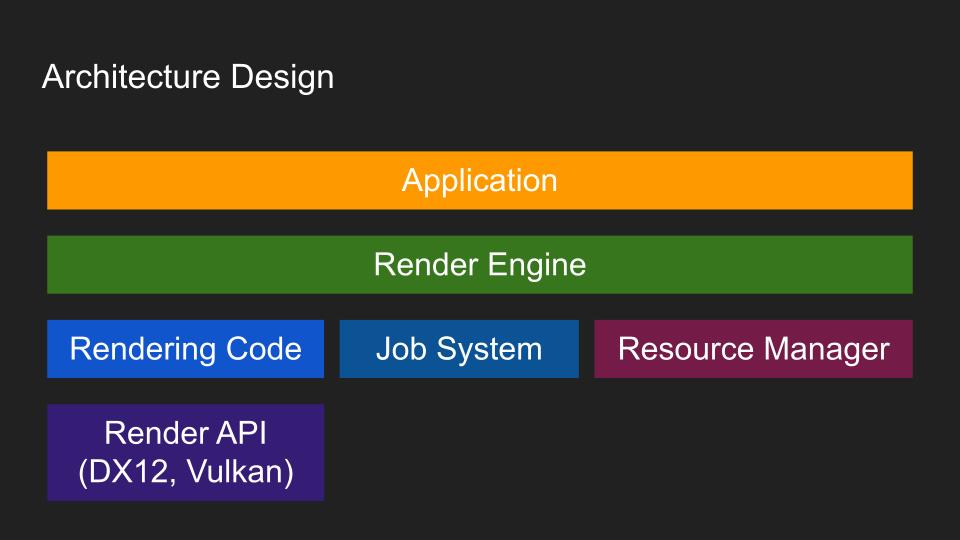 Architecture Design
Application
Render Engine
Rendering Code
Job System
Resource Manager
Render API
(DX12, Vulkan)